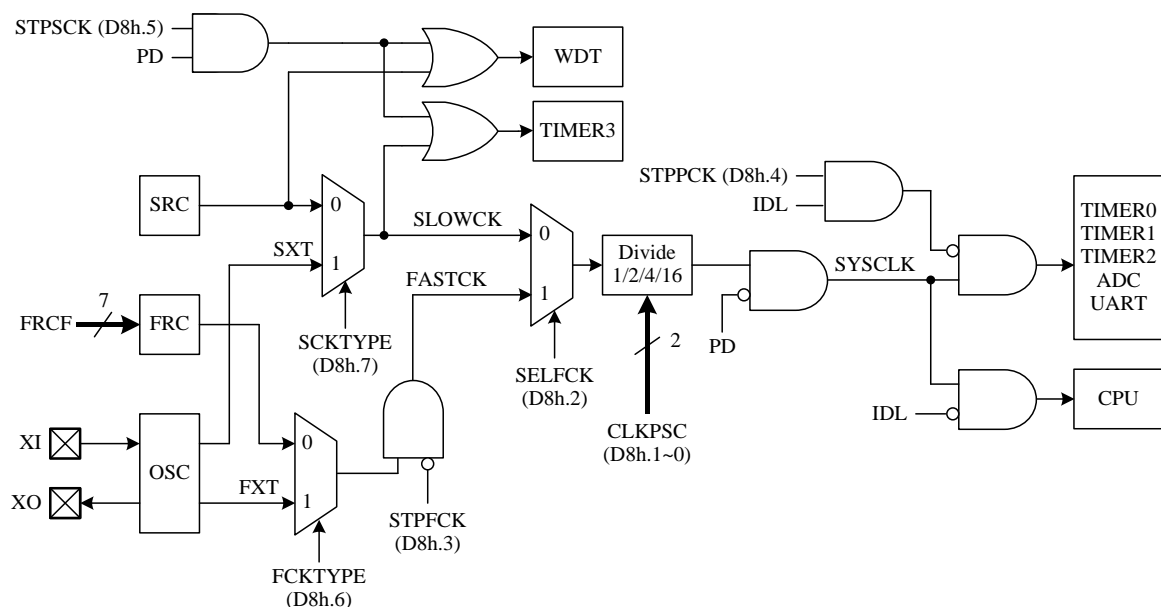 STPSCK (D8h.5)
PD
WDT
TIMER3
SRC
0
1
SXT
SLOWCK
SCKTYPE
(D8h.7)
FASTCK
0
1
SELFCK
(D8h.2)
Divide
1/2/4/16
2
CLKPSC
(D8h.1~0)
PD
SYSCLK
STPPCK (D8h.4)
IDL
TIMER0
TIMER1
TIMER2
ADC
UART
IDL
CPU
FRCF
7
FRC
XI
XO
OSC
FXT
0
1
FCKTYPE
(D8h.6)
STPFCK
(D8h.3)